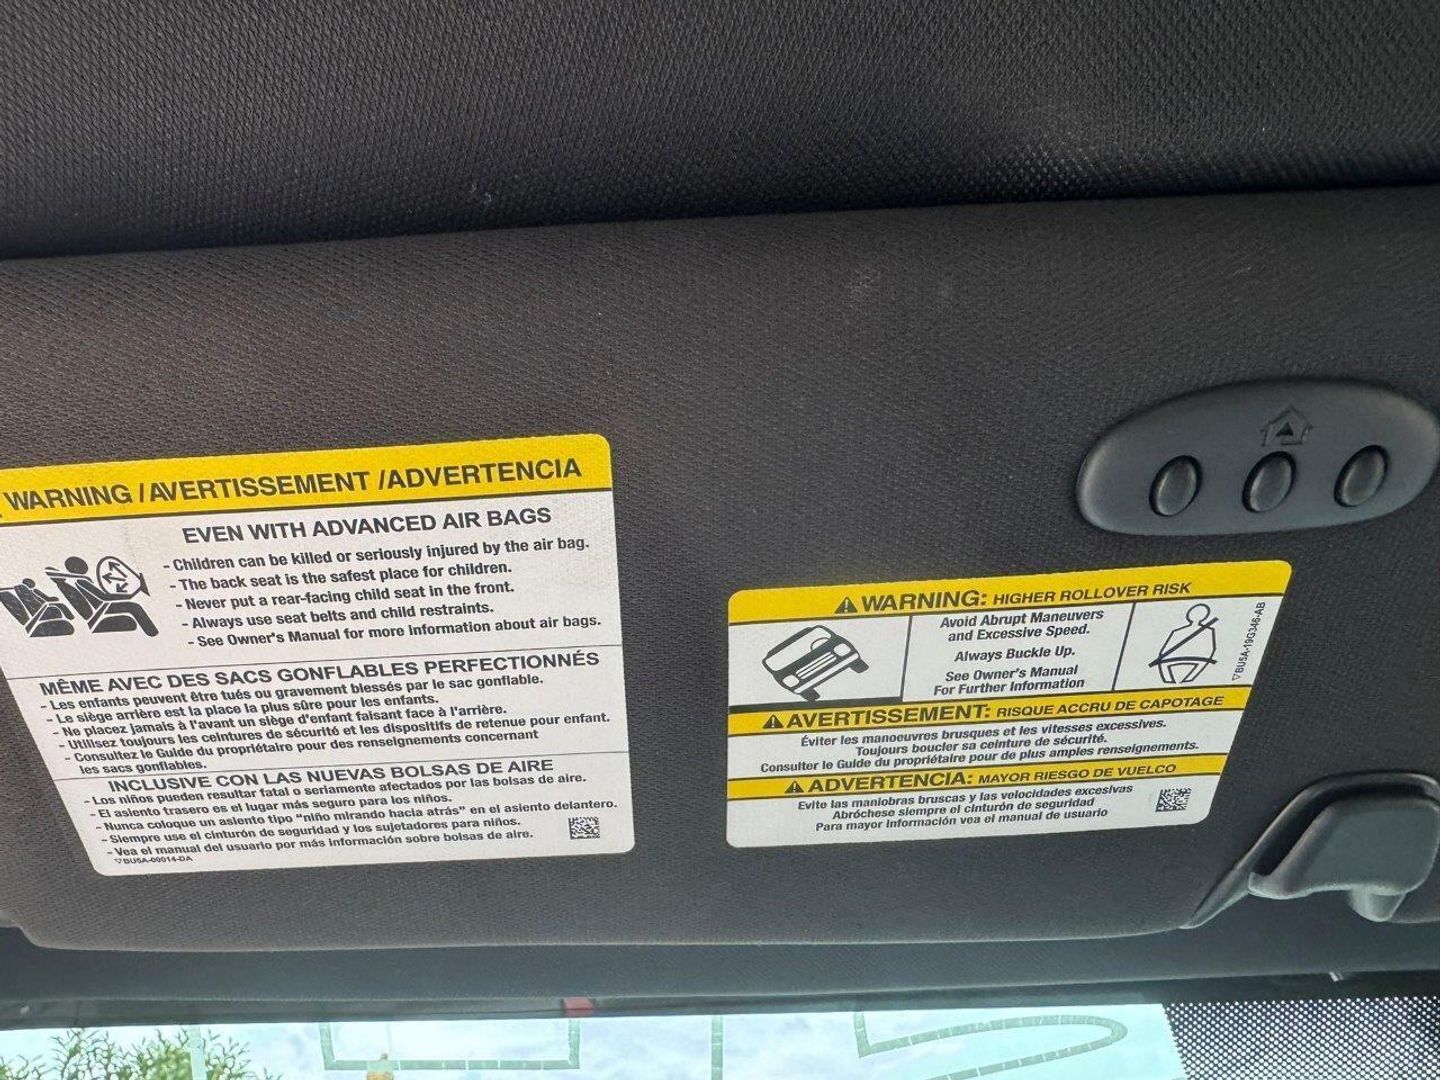 WARNING / AVERTISSEMENT / ADVERTENCIA
EVEN WITH ADVANCED AIR BAGS
- Children can be killed or seriously injured by the air bag.
- The back seat is the safest place for children.
- Never put a rear-facing child seat in the front.
- Always use seat belts and child restraints.
- See Owner's Manual for more information about air bags.
MÊME AVEC DES SACS GONFLABLES PERFECTIONNÉS
- Les enfants peuvent être tués ou gravement blessés par le sac gonflable.
- Le siège arrière est la place la plus sûre pour les enfants.
- Ne placez jamais à l'avant un siège d'enfant faisant face à l'arrière.
- Utilisez toujours les ceintures de sécurité et les dispositifs de retenue pour enfant.
- Consultez le Guide du propriétaire pour des renseignements concernant
les sacs gonflables.
INCLUSIVE CON LAS NUEVAS BOLSAS DE AIRE
- Los niños pueden resultar fatal o seriamente afectados por las bolsas de aire.
- El asiento trasero es el lugar más seguro para los niños.
- Nunca coloque un asiento tipo "niño mirando hacia atrás" en el asiento delantero.
- Siempre use el cinturón de seguridad y los sujetadores para niños.
- Vea el manual del usuario por más información sobre bolsas de aire.
BU5A-00014-DA
WARNING: HIGHER ROLLOVER RISK
Avoid Abrupt Maneuvers
and Excessive Speed.
Always Buckle Up.
See Owner's Manual
For Further Information
BU5A-19G346-AB
AVERTISSEMENT: RISQUE ACCRU DE CAPOTAGE
Éviter les manoeuvres brusques et les vitesses excessives.
Toujours boucler sa ceinture de sécurité.
Consulter le Guide du propriétaire pour de plus amples renseignements.
ADVERTENCIA: MAYOR RIESGO DE VUELCO
Evite las maniobras bruscas y las velocidades excesivas
Abróchese siempre el cinturón de seguridad
Para mayor información vea el manual de usuario